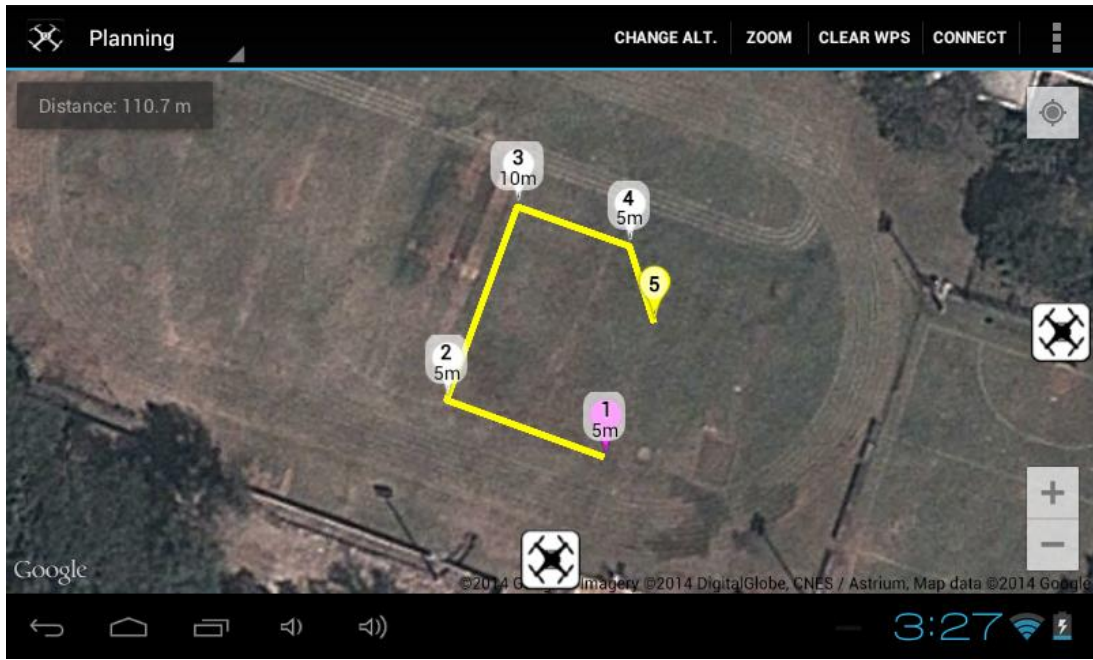 Planning
CHANGE ALT. ZOOM CLEAR WPS CONNECT
Distance: 110.7 m
3
10m
4
5m
5
2
5m
1
5m
+
−
Google
©2014 Imagery ©2014 DigitalGlobe, CNES / Astrium, Map data ©2014 Google
3:27